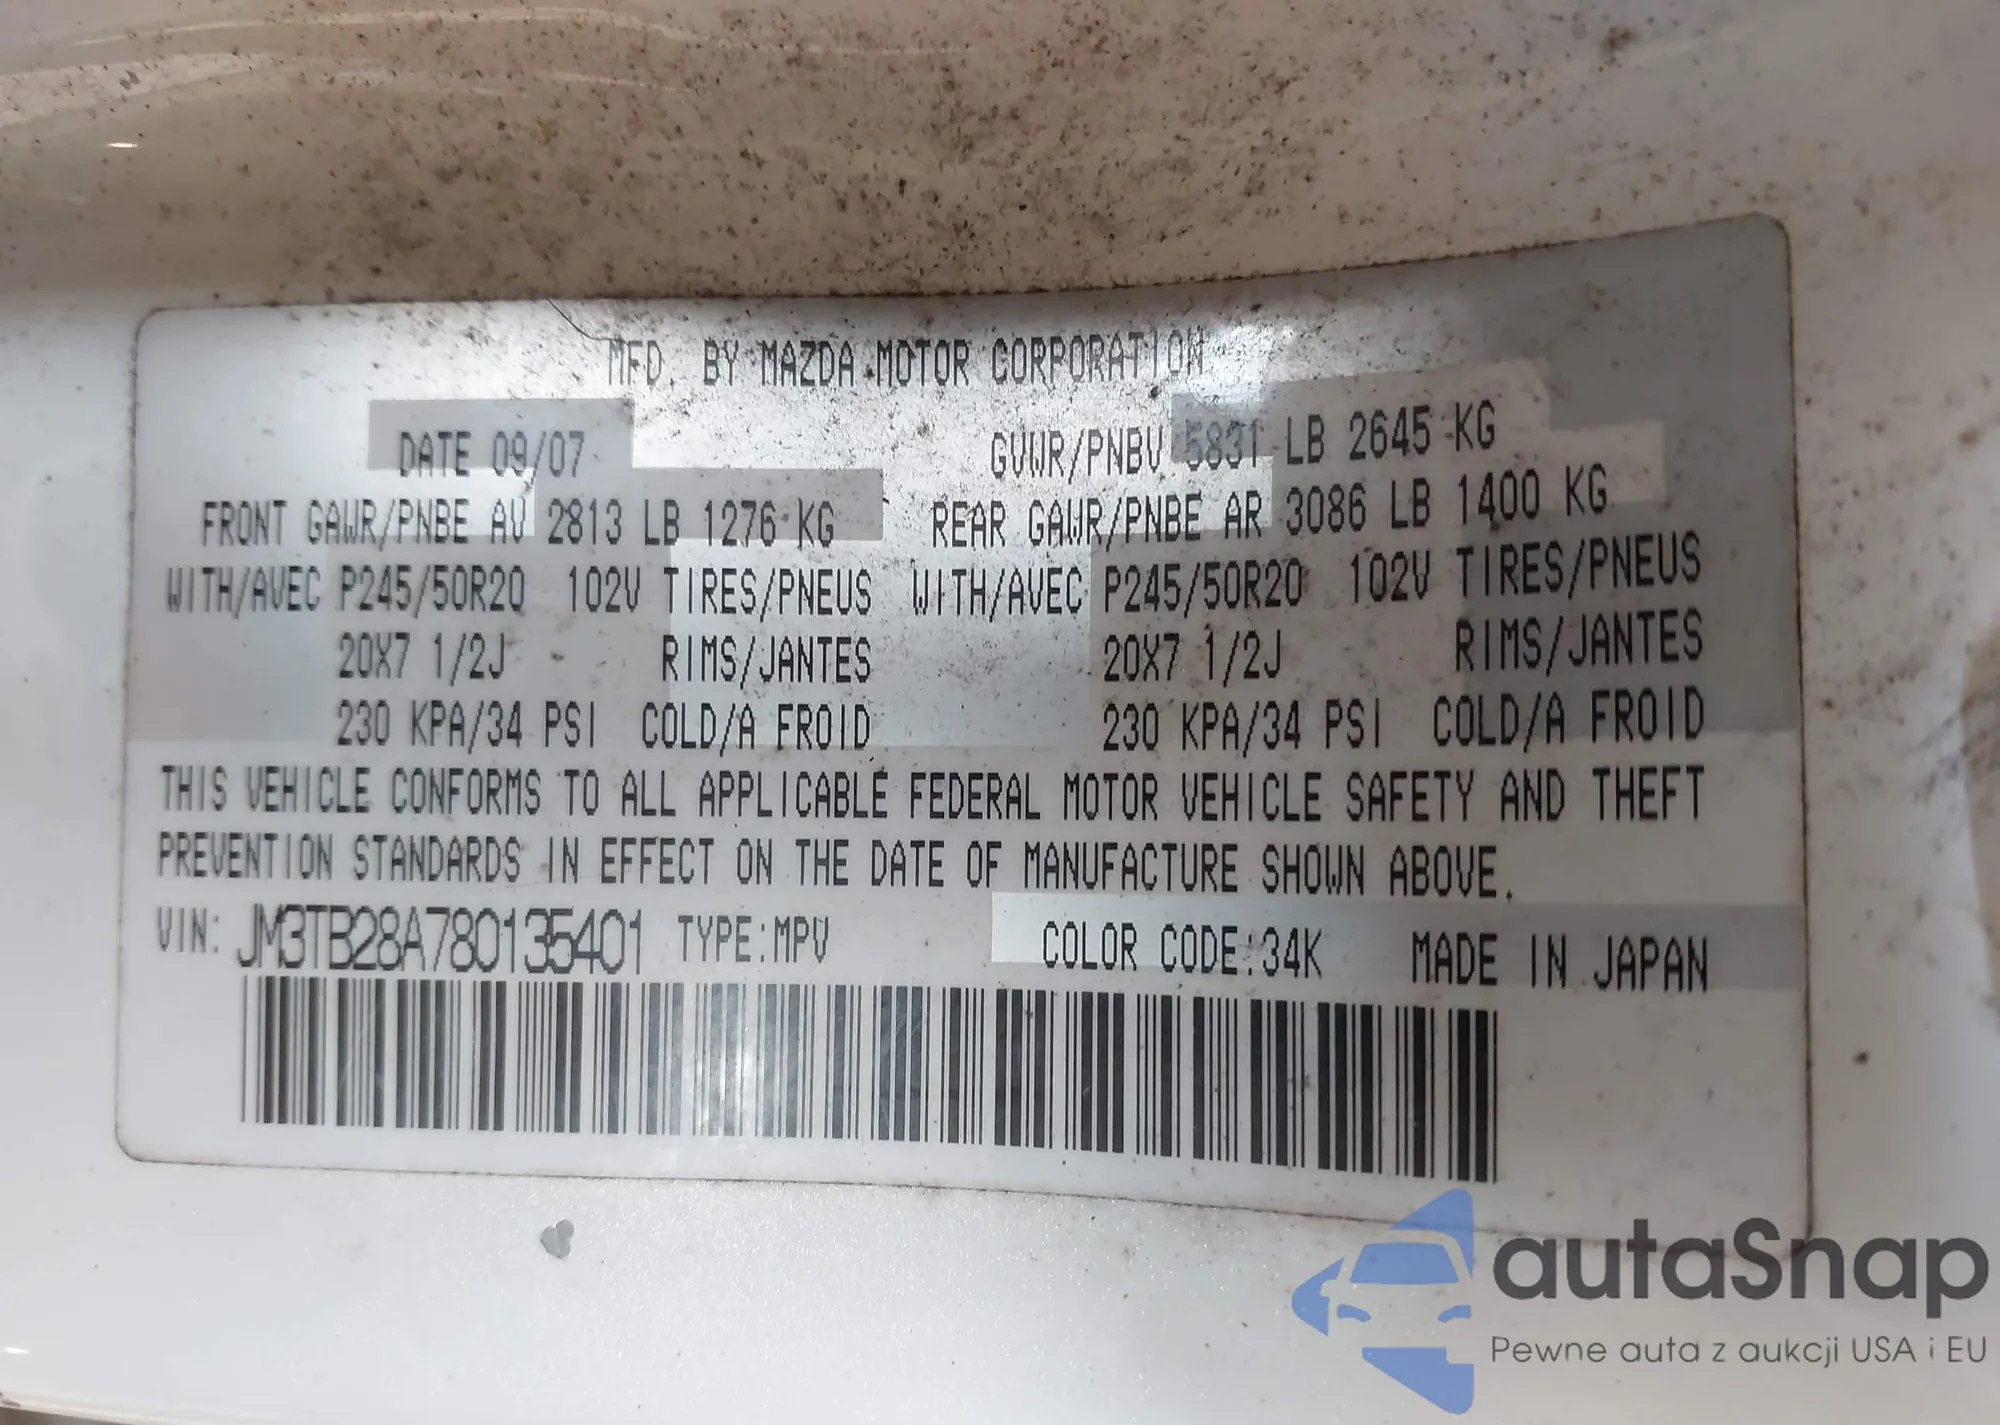 MFD. BY MAZDA MOTOR CORPORATION
DATE 09/07 GVWR/PNBV 5831 LB 2645 KG
FRONT GAWR/PNBE AV 2813 LB 1276 KG REAR GAWR/PNBE AR 3086 LB 1400 KG
WITH/AVEC P245/50R20 102V TIRES/PNEUS WITH/AVEC P245/50R20 102V TIRES/PNEUS
20X7 1/2J RIMS/JANTES 20X7 1/2J RIMS/JANTES
230 KPA/34 PSI COLD/A FROID 230 KPA/34 PSI COLD/A FROID
THIS VEHICLE CONFORMS TO ALL APPLICABLE FEDERAL MOTOR VEHICLE SAFETY AND THEFT
PREVENTION STANDARDS IN EFFECT ON THE DATE OF MANUFACTURE SHOWN ABOVE.
VIN: JM3TB28A780135401 TYPE:MPV COLOR CODE:34K MADE IN JAPAN
autaSnap
Pewne auta z aukcji USA i EU